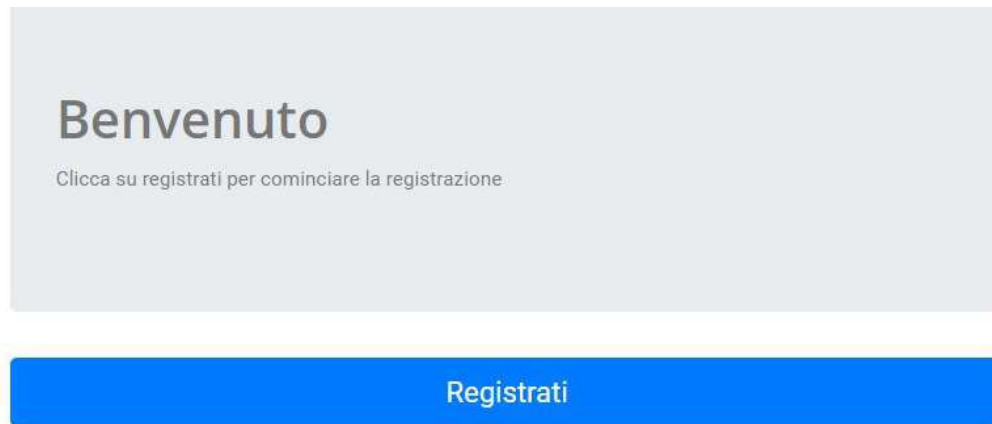 Benvenuto
Clicca su registrati per cominciare la registrazione
Registrati